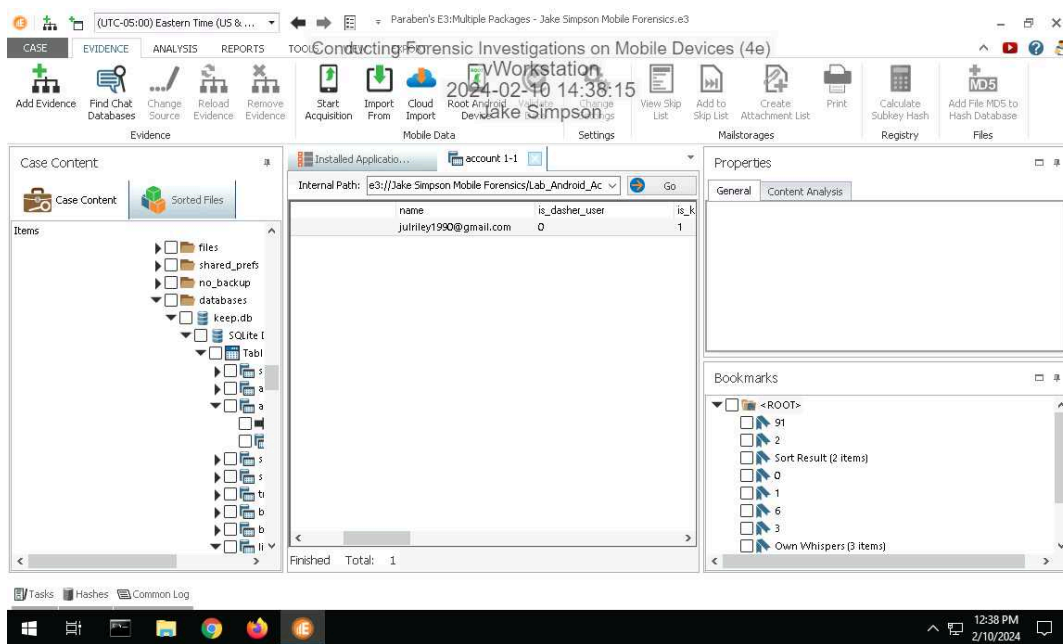 (UTC-05:00) Eastern Time (US & ...
Paraben's E3:Multiple Packages - Jake Simpson Mobile Forensics.e3
CASE EVIDENCE ANALYSIS REPORTS
Conducting Forensic Investigations on Mobile Devices (4e)
vWorkstation
2024-02-10 14:38:15
Jake Simpson
Add Evidence
Find Chat Databases
Change Source
Reload Evidence
Remove Evidence
Evidence
Start Acquisition
Import From
Cloud Import
Root Android Device
Mobile Data
Change Settings
Settings
View Skip List
Add to Skip List
Create Attachment List
Print
Mailstorages
Calculate Subkey Hash
Registry
MD5
Add File MD5 to Hash Database
Files
Case Content
Case Content
Sorted Files
Items
files
shared_prefs
no_backup
databases
keep.db
SQLite
Tabl
s
a
a
s
s
b
b
li
Installed Applicatio...
account 1-1
Internal Path: e3://Jake Simpson Mobile Forensics/Lab_Android_Ac
Go
name is_dasher_user is_k
julriley1990@gmail.com 0 1
Finished Total: 1
Properties
General Content Analysis
Bookmarks
<ROOT>
91
2
Sort Result (2 items)
0
1
6
3
Own Whispers (3 items)
Tasks Hashes Common Log
12:38 PM
2/10/2024